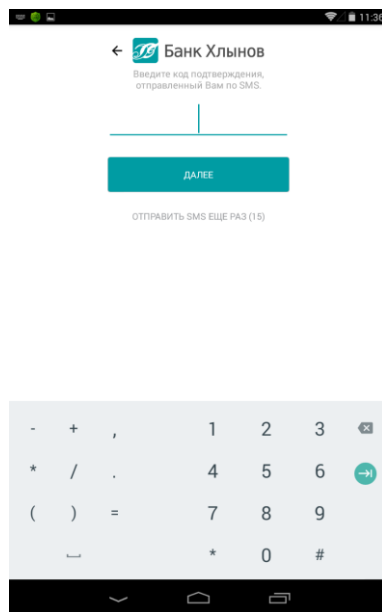 11:36
Банк Хлынов
Введите код подтверждения,
отправленный Вам по SMS.
ДАЛЕЕ
ОТПРАВИТЬ SMS ЕЩЕ РАЗ (15)
- + , 1 2 3
* / . 4 5 6
( ) = 7 8 9
* 0 #